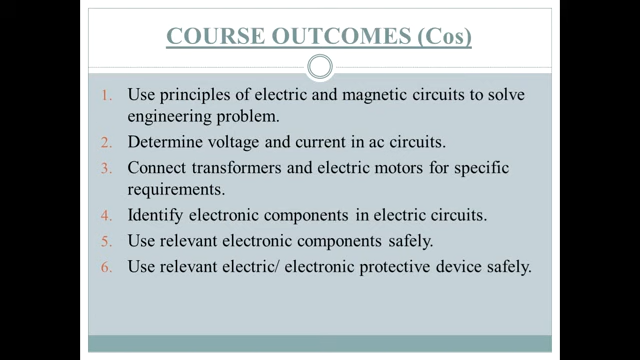 COURSE OUTCOMES (Cos)
1. Use principles of electric and magnetic circuits to solve
engineering problem.
2. Determine voltage and current in ac circuits.
3. Connect transformers and electric motors for specific
requirements.
4. Identify electronic components in electric circuits.
5. Use relevant electronic components safely.
6. Use relevant electric/ electronic protective device safely.